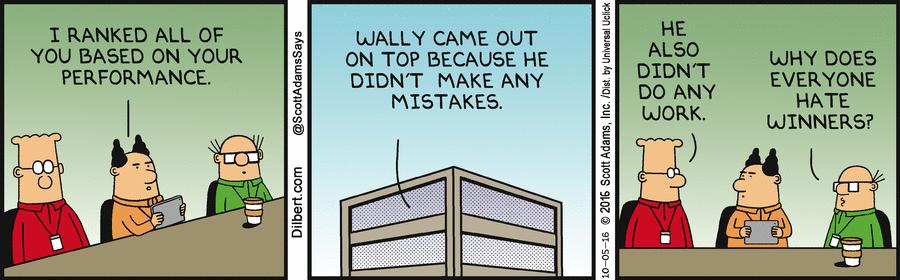 I RANKED ALL OF
YOU BASED ON YOUR
PERFORMANCE.
Dilbert.com @ScottAdamsSays
WALLY CAME OUT
ON TOP BECAUSE HE
DIDN'T MAKE ANY
MISTAKES.
10-05-16 © 2016 Scott Adams, Inc. /Dist. by Universal Uclick
HE
ALSO
DIDN'T
DO ANY
WORK.
WHY DOES
EVERYONE
HATE
WINNERS?